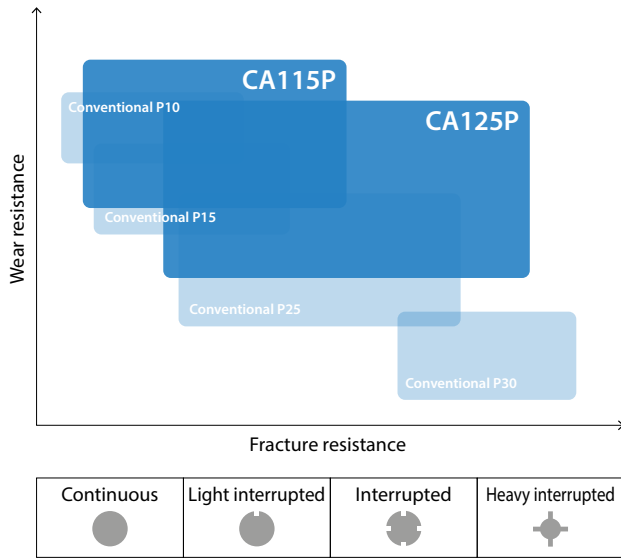 CA115P
Conventional P10
CA125P
Conventional P15
Wear resistance
Conventional P25
Conventional P30
Fracture resistance
Continuous
Light interrupted
Interrupted
Heavy interrupted